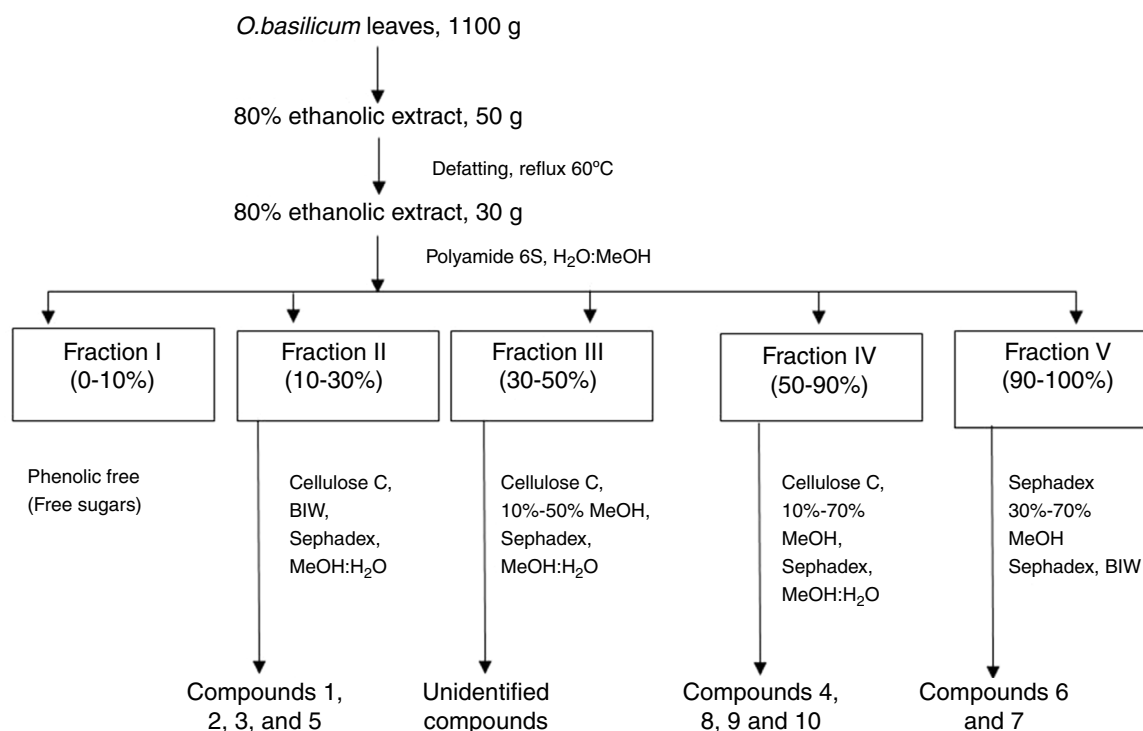 O.basilicum leaves, 1100 g
80% ethanolic extract, 50 g
Defatting, reflux 60ºC
80% ethanolic extract, 30 g
Polyamide 6S, H₂O:MeOH
Fraction I
(0-10%)
Fraction II
(10-30%)
Fraction III
(30-50%)
Fraction IV
(50-90%)
Fraction V
(90-100%)
Phenolic free
(Free sugars)
Cellulose C,
BIW,
Sephadex,
MeOH:H₂O
Cellulose C,
10%-50% MeOH,
Sephadex,
MeOH:H₂O
Cellulose C,
10%-70%
MeOH,
Sephadex,
MeOH:H₂O
Sephadex
30%-70%
MeOH
Sephadex, BIW
Compounds 1,
2, 3, and 5
Unidentified
compounds
Compounds 4,
8, 9 and 10
Compounds 6
and 7